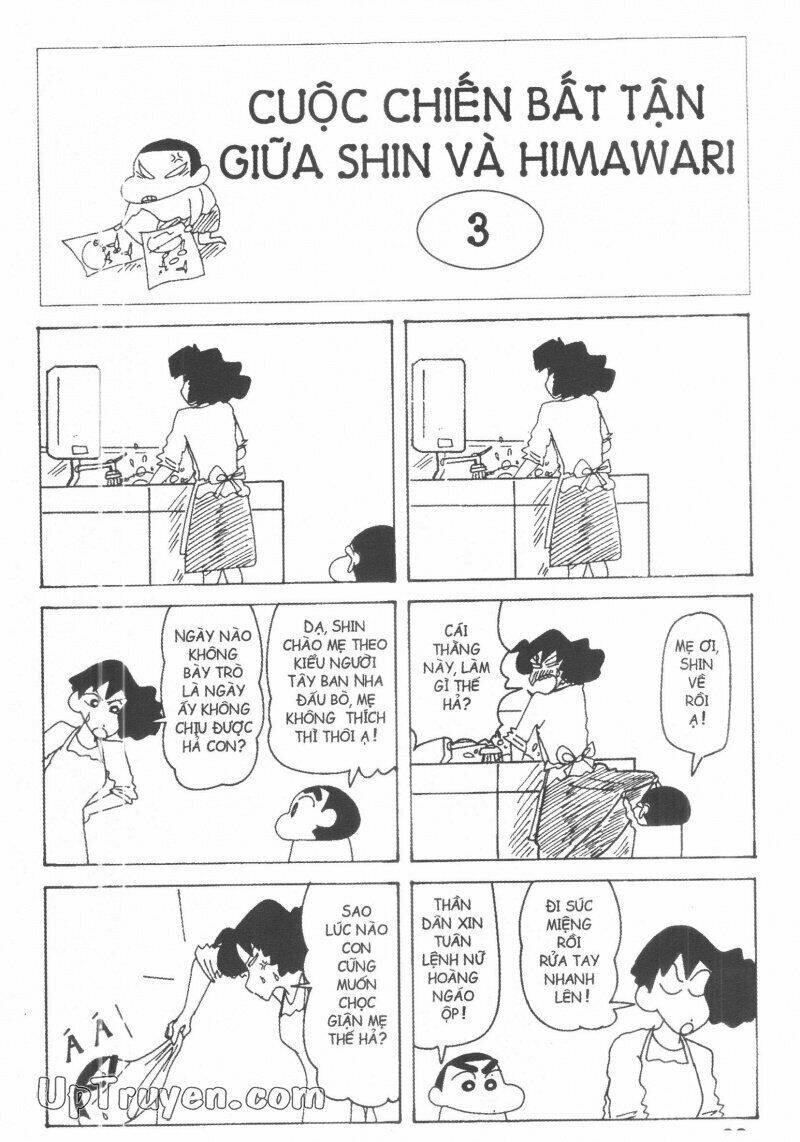 CUỘC CHIẾN BẤT TẬN
GIỮA SHIN VÀ HIMAWARI
3
MẸ ƠI,
SHIN
VỀ
RỒI
Ạ!
CÁI
THẰNG
NÀY, LÀM
GÌ THẾ
HẢ?
DẠ, SHIN
CHÀO MẸ THEO
KIỂU NGƯỜI
TÂY BAN NHA
ĐẤU BÒ, MẸ
KHÔNG THÍCH
THÌ THÔI Ạ!
NGÀY NÀO
KHÔNG
BÀY TRÒ
LÀ NGÀY
ẤY KHÔNG
CHỊU ĐƯỢC
HẢ CON?
ĐI SÚC
MIỆNG
RỒI
RỬA TAY
NHANH
LÊN!
THẦN
DÂN XIN
TUÂN
LỆNH NỮ
HOÀNG
NGÁO
ỘP!
SAO
LÚC NÀO
CON
CŨNG
MUỐN
CHỌC
GIẬN MẸ
THẾ HẢ?
Á Á
UpTruyen.com